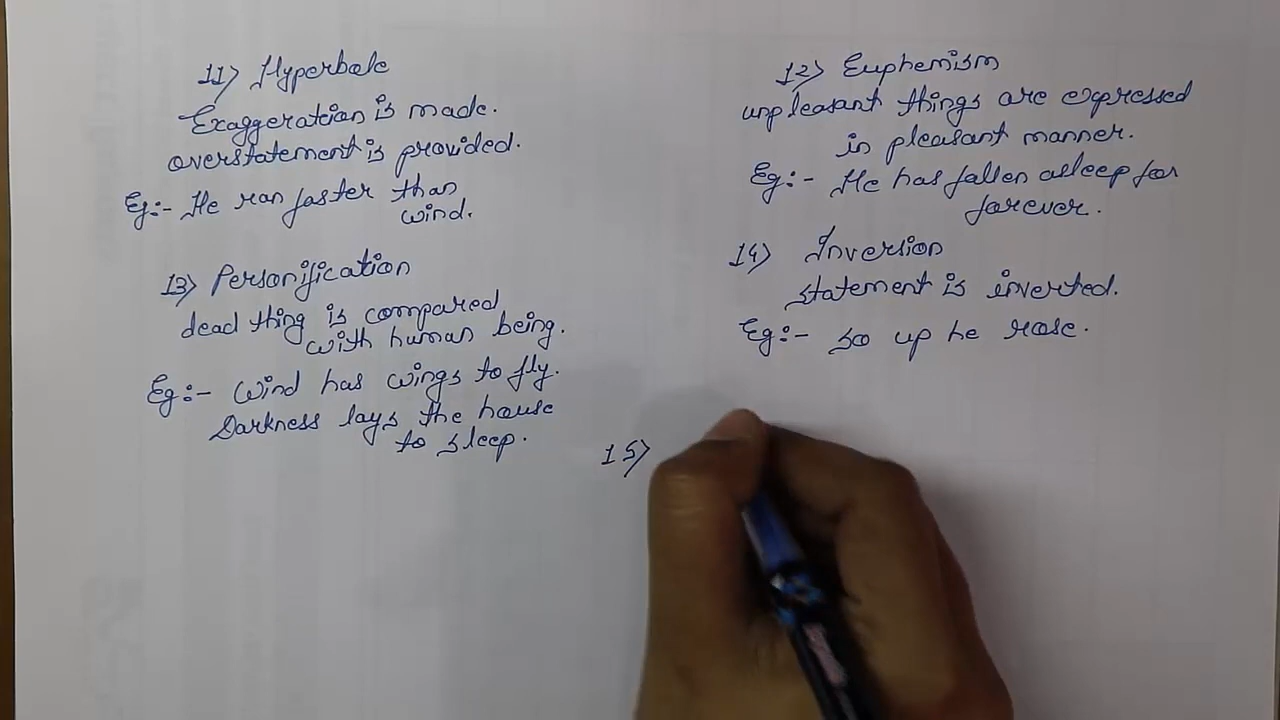 11) Hyperbole
Exaggeration is made.
overstatement is provided.
Eg:- He ran faster than
wind.
12) Euphemism
unpleasant things are expressed
in pleasant manner.
Eg:- He has fallen asleep for
forever.
13) Personification
dead thing is compared
with human being.
Eg:- Wind has wings to fly.
Darkness lays the house
to sleep.
14) Inversion
statement is inverted.
Eg:- so up he rose.
15)